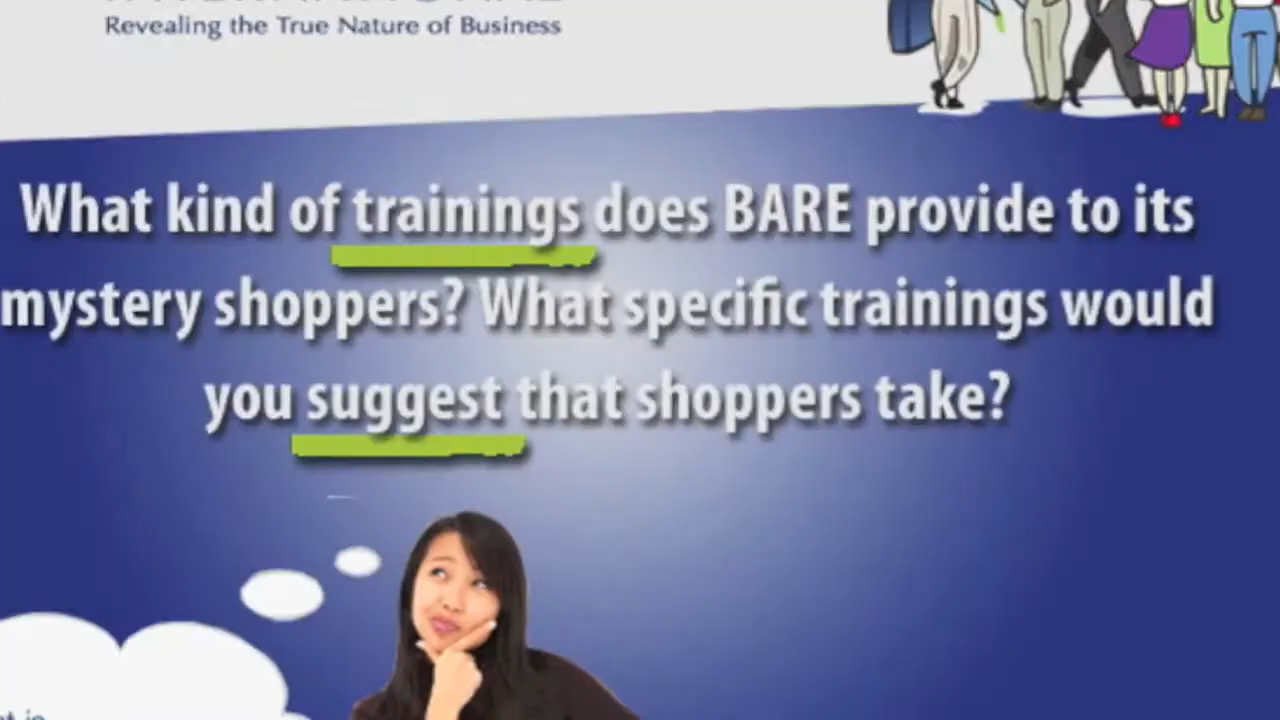 Revealing the True Nature of Business
What kind of trainings does BARE provide to its
mystery shoppers? What specific trainings would
you suggest that shoppers take?